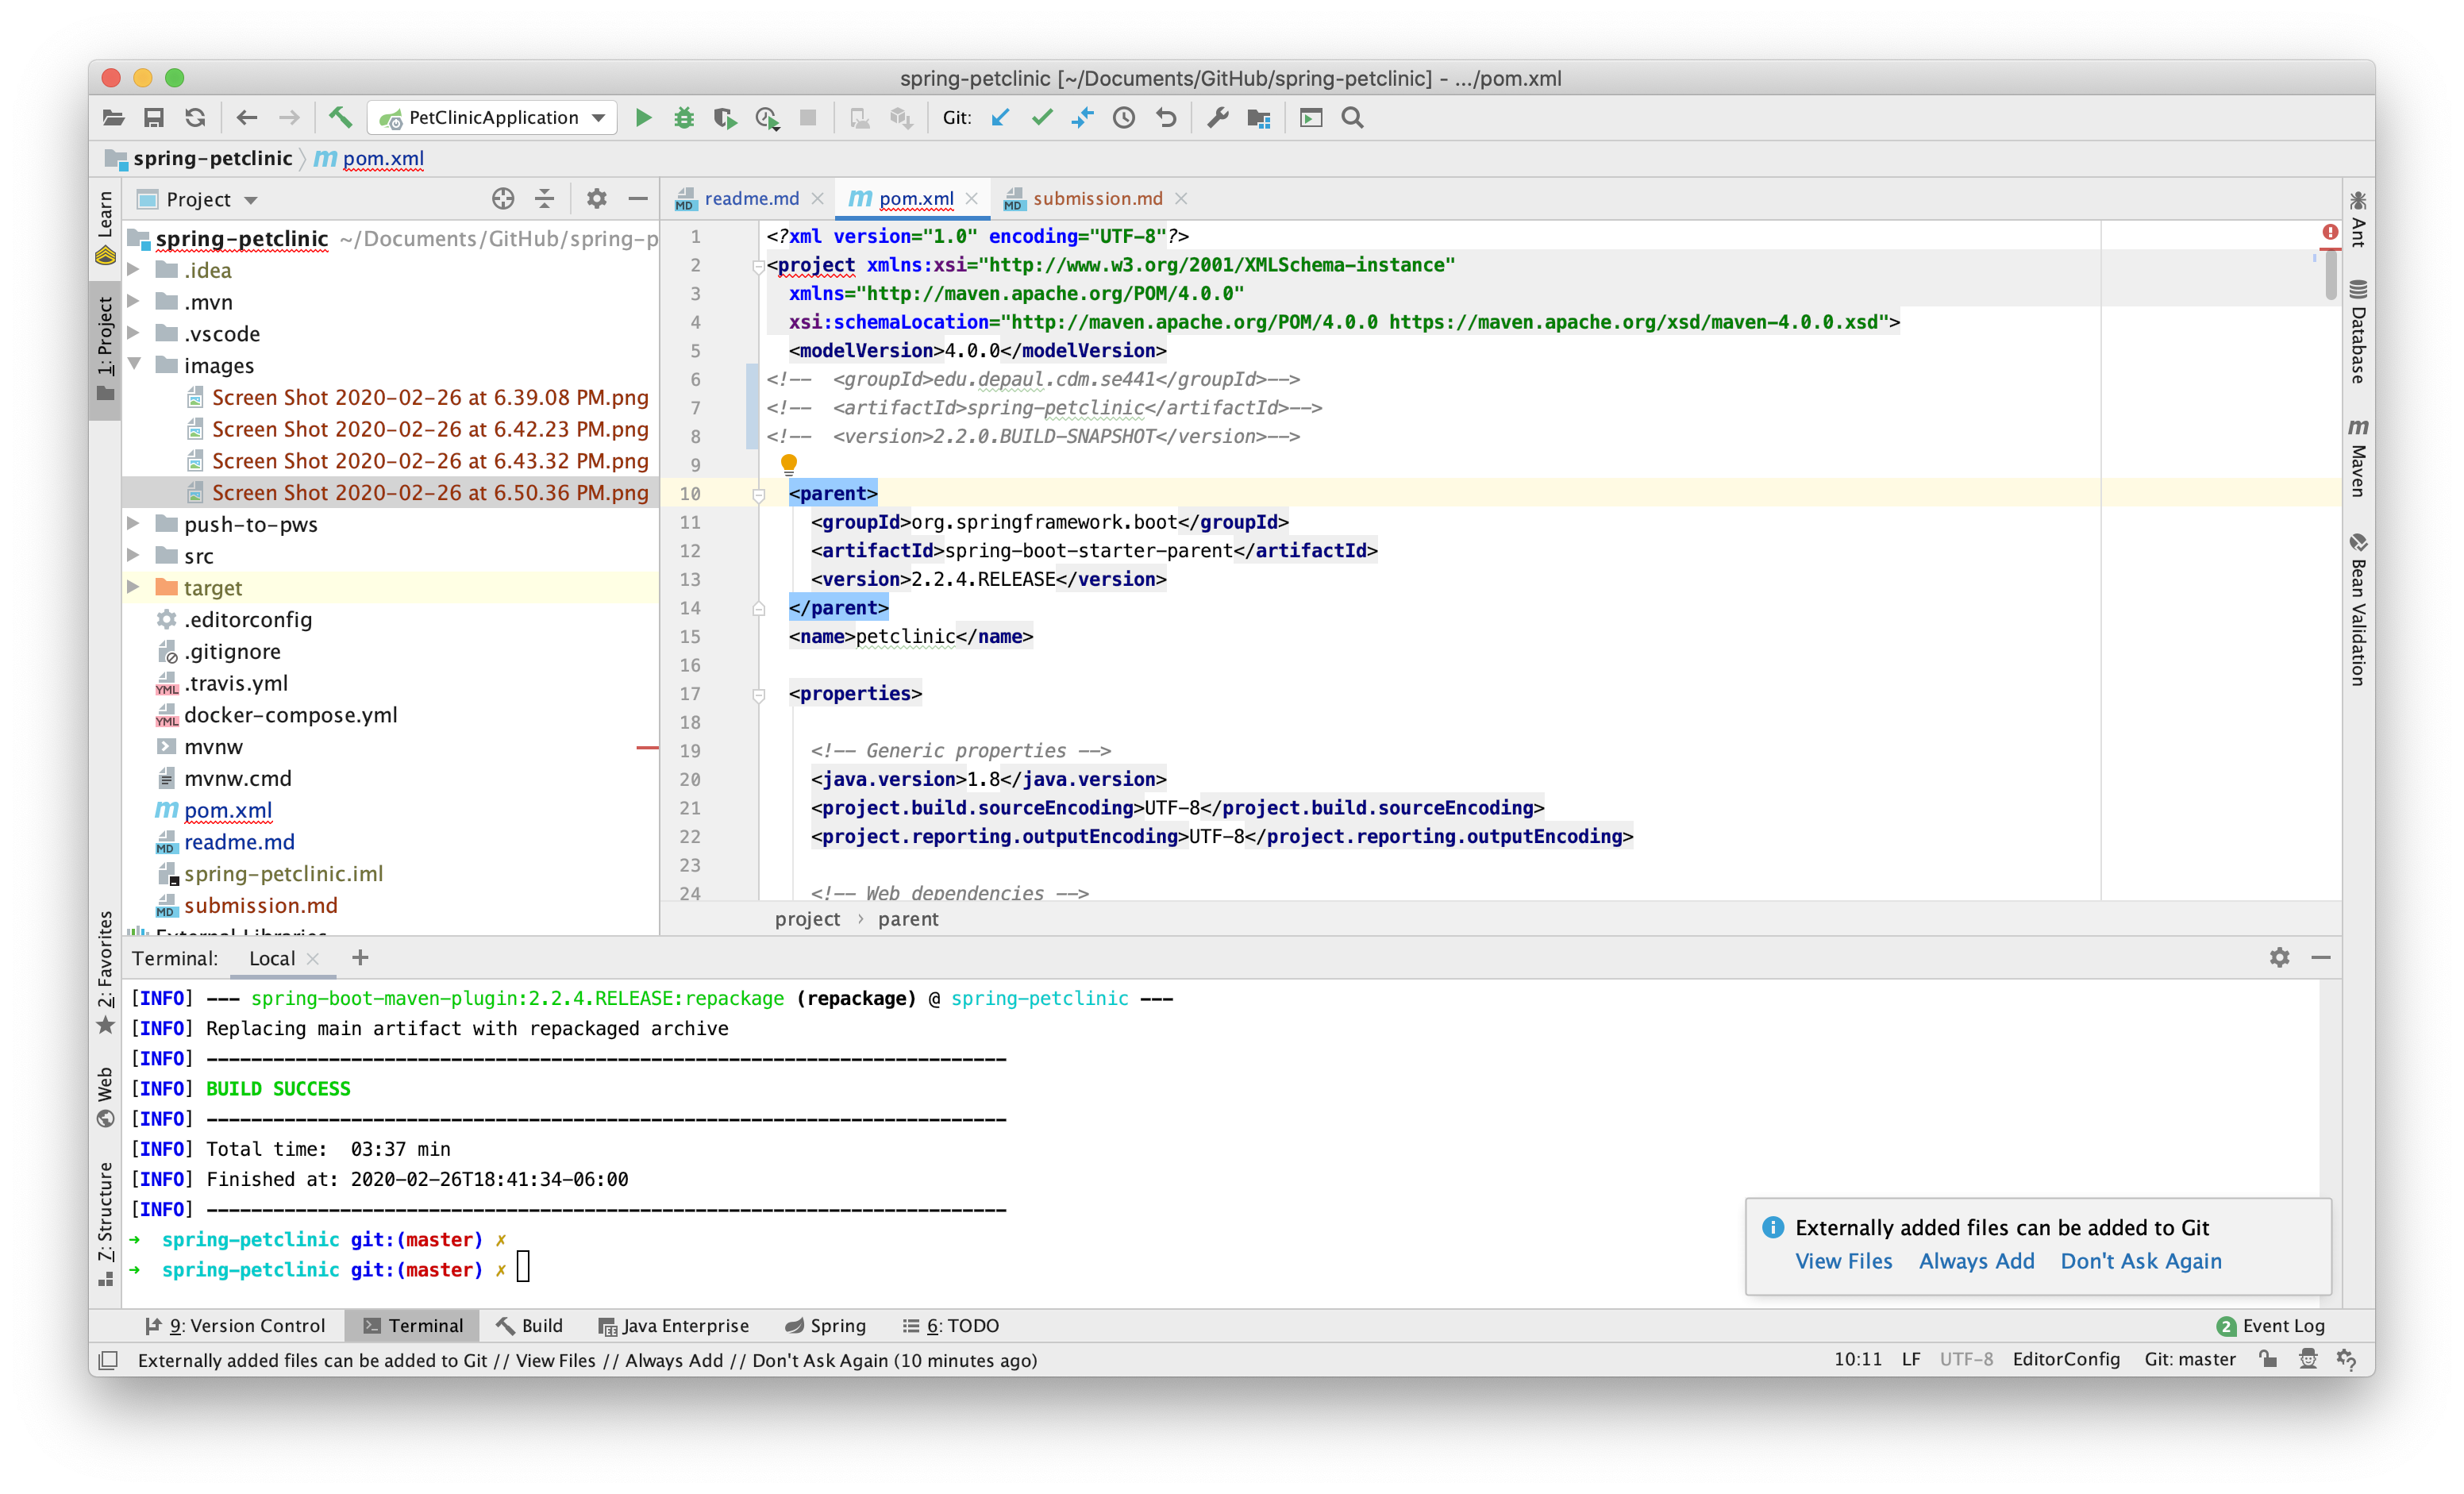 spring-petclinic [~/Documents/GitHub/spring-petclinic] - .../pom.xml
PetClinicApplication
Git:
spring-petclinic
m pom.xml
Learn
1: Project
2: Favorites
Web
7: Structure
Project
spring-petclinic ~/Documents/GitHub/spring-p
.idea
.mvn
.vscode
images
Screen Shot 2020-02-26 at 6.39.08 PM.png
Screen Shot 2020-02-26 at 6.42.23 PM.png
Screen Shot 2020-02-26 at 6.43.32 PM.png
Screen Shot 2020-02-26 at 6.50.36 PM.png
push-to-pws
src
target
.editorconfig
.gitignore
YML .travis.yml
YML docker-compose.yml
mvnw
mvnw.cmd
m pom.xml
MD readme.md
spring-petclinic.iml
MD submission.md
External Libraries
MD readme.md
m pom.xml
MD submission.md
1 <?xml version="1.0" encoding="UTF-8"?>
2 <project xmlns:xsi="http://www.w3.org/2001/XMLSchema-instance"
3 xmlns="http://maven.apache.org/POM/4.0.0"
4 xsi:schemaLocation="http://maven.apache.org/POM/4.0.0 https://maven.apache.org/xsd/maven-4.0.0.xsd">
5 <modelVersion>4.0.0</modelVersion>
6 <!-- <groupId>edu.depaul.cdm.se441</groupId>-->
7 <!-- <artifactId>spring-petclinic</artifactId>-->
8 <!-- <version>2.2.0.BUILD-SNAPSHOT</version>-->
9
10 <parent>
11 <groupId>org.springframework.boot</groupId>
12 <artifactId>spring-boot-starter-parent</artifactId>
13 <version>2.2.4.RELEASE</version>
14 </parent>
15 <name>petclinic</name>
16
17 <properties>
18
19 <!-- Generic properties -->
20 <java.version>1.8</java.version>
21 <project.build.sourceEncoding>UTF-8</project.build.sourceEncoding>
22 <project.reporting.outputEncoding>UTF-8</project.reporting.outputEncoding>
23
24 <!-- Web dependencies -->
project › parent
Ant
Database
m Maven
Bean Validation
Terminal: Local
[INFO] --- spring-boot-maven-plugin:2.2.4.RELEASE:repackage (repackage) @ spring-petclinic ---
[INFO] Replacing main artifact with repackaged archive
[INFO] ------------------------------------------------------------------------
[INFO] BUILD SUCCESS
[INFO] ------------------------------------------------------------------------
[INFO] Total time:  03:37 min
[INFO] Finished at: 2020-02-26T18:41:34-06:00
[INFO] ------------------------------------------------------------------------
➜ spring-petclinic git:(master) ✗
➜ spring-petclinic git:(master) ✗
Externally added files can be added to Git
View Files Always Add Don't Ask Again
9: Version Control Terminal Build Java Enterprise Spring 6: TODO 2 Event Log
Externally added files can be added to Git // View Files // Always Add // Don't Ask Again (10 minutes ago) 10:11 LF UTF-8 EditorConfig Git: master